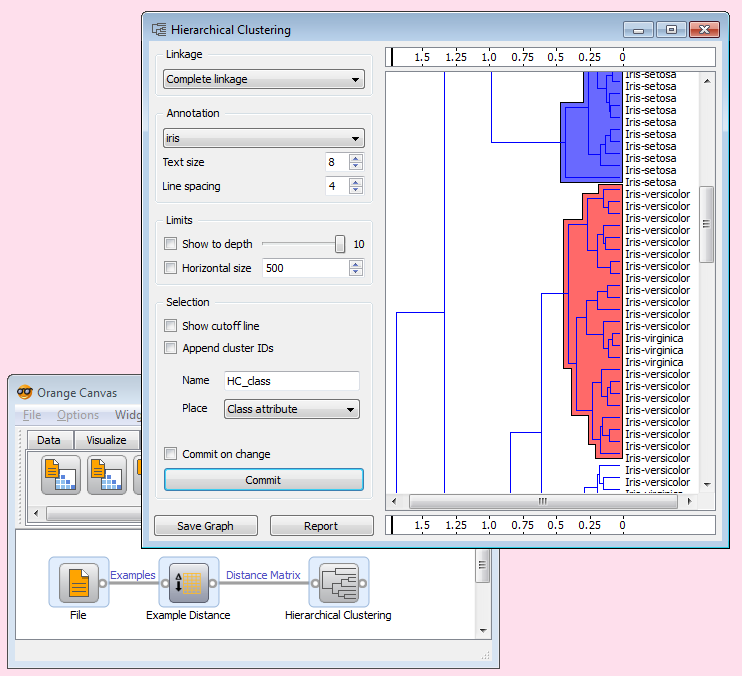 Hierarchical Clustering
Linkage
Complete linkage
Annotation
iris
Text size 8
Line spacing 4
Limits
Show to depth 10
Horizontal size 500
Selection
Show cutoff line
Append cluster IDs
Name HC_class
Place Class attribute
Commit on change
Commit
Save Graph Report
1.5 1.25 1.0 0.75 0.5 0.25 0
Iris-setosa
Iris-setosa
Iris-setosa
Iris-setosa
Iris-setosa
Iris-setosa
Iris-setosa
Iris-setosa
Iris-setosa
Iris-setosa
Iris-versicolor
Iris-versicolor
Iris-versicolor
Iris-versicolor
Iris-versicolor
Iris-versicolor
Iris-versicolor
Iris-versicolor
Iris-versicolor
Iris-versicolor
Iris-versicolor
Iris-versicolor
Iris-virginica
Iris-virginica
Iris-virginica
Iris-versicolor
Iris-versicolor
Iris-versicolor
Iris-versicolor
Iris-versicolor
Iris-versicolor
Iris-versicolor
Iris-versicolor
Iris-versicolor
Iris-versicolor
Iris-virginica
1.5 1.25 1.0 0.75 0.5 0.25 0
Orange Canvas
File Options Widg
Data Visualize
Examples Distance Matrix
File Example Distance Hierarchical Clustering